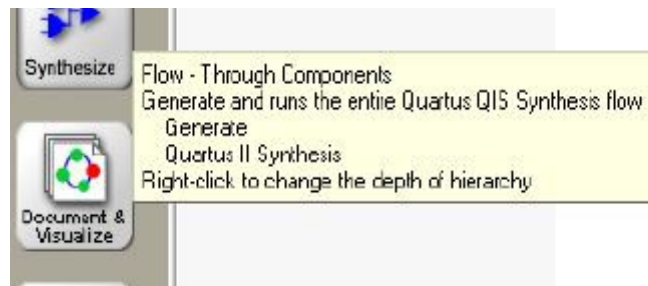 Synthesize
Flow - Through Components
Generate and runs the entire Quartus QIS Synthesis flow
Generate
Quartus II Synthesis
Right-click to change the depth of hierarchy
Document &
Visualize